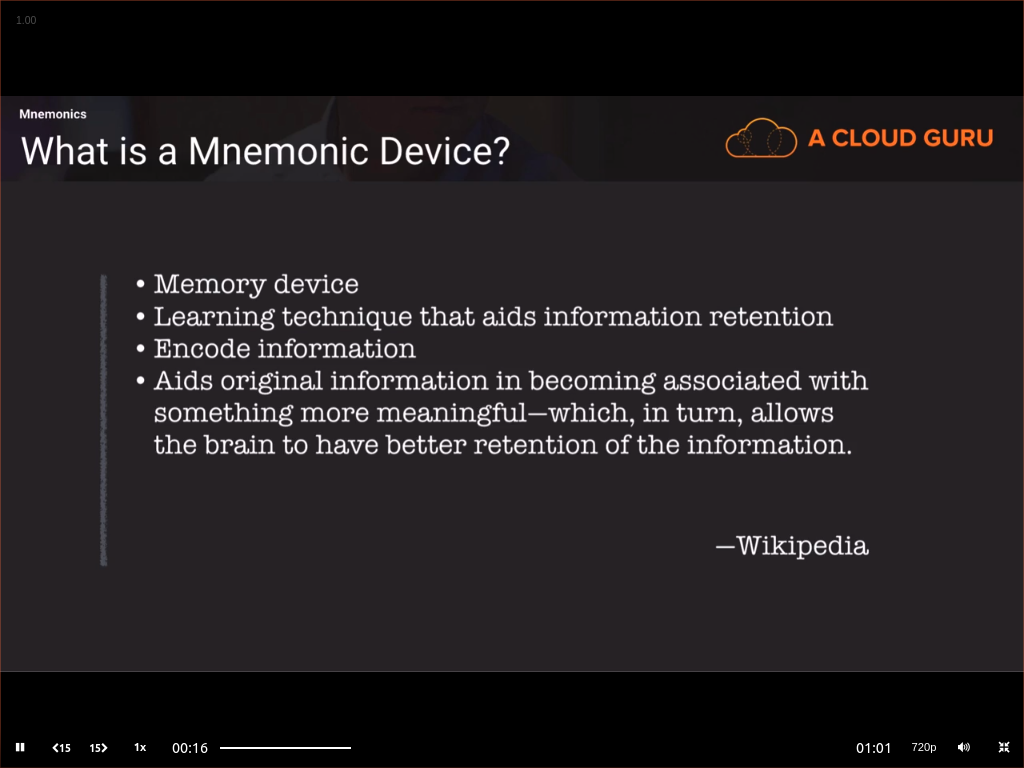 1.00
Mnemonics
What is a Mnemonic Device?
A CLOUD GURU
• Memory device
• Learning technique that aids information retention
• Encode information
• Aids original information in becoming associated with
something more meaningful—which, in turn, allows
the brain to have better retention of the information.
—Wikipedia
15 15 1x 00:16 01:01 720p